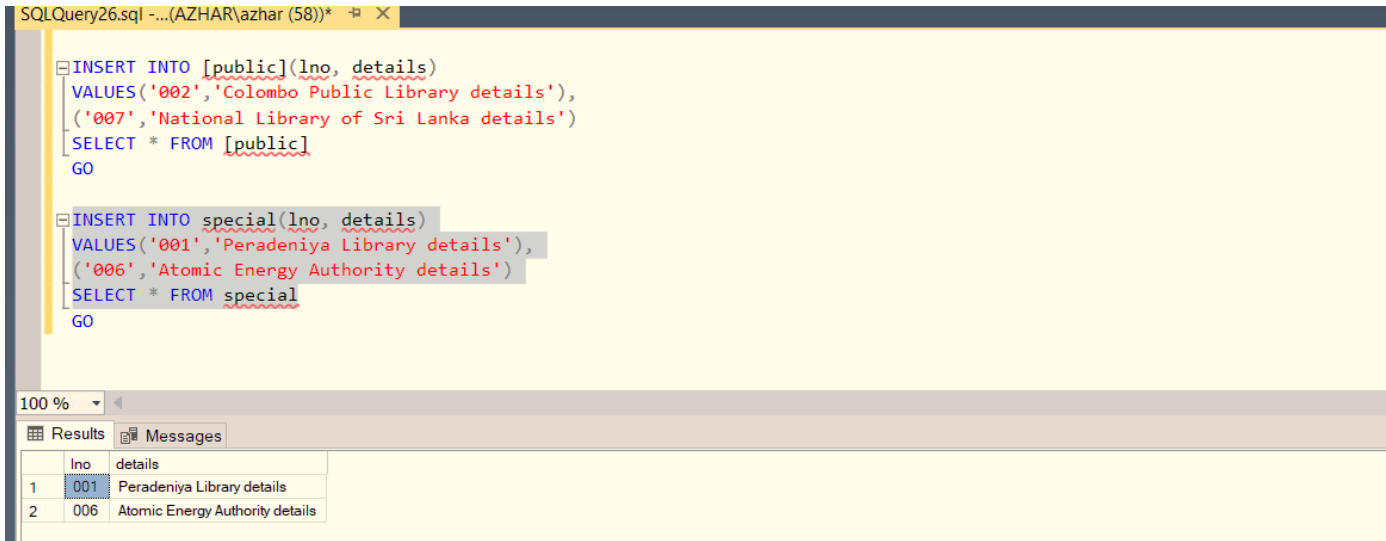 SQLQuery26.sql -...(AZHAR\azhar (58))*
INSERT INTO [public](lno, details)
VALUES('002','Colombo Public Library details'),
('007','National Library of Sri Lanka details')
SELECT * FROM [public]
GO
INSERT INTO special(lno, details)
VALUES('001','Peradeniya Library details'),
('006','Atomic Energy Authority details')
SELECT * FROM special
GO
100 %
Results Messages
lno details
1 001 Peradeniya Library details
2 006 Atomic Energy Authority details